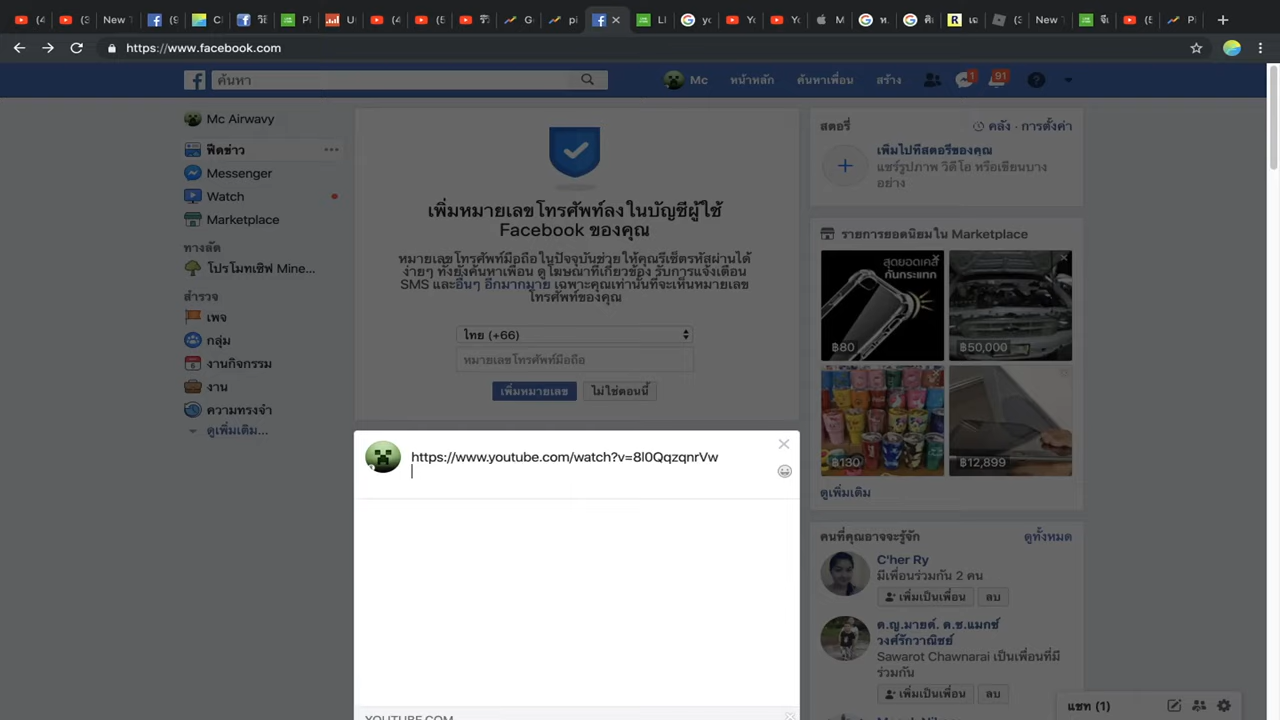 New T
New T
https://www.facebook.com
ค้นหา
Mc
หน้าหลัก
ค้นหาเพื่อน
สร้าง
1
91
Mc Airwavy
ฟีดข่าว
Messenger
Watch
Marketplace
ทางลัด
โปรโมทเซิฟ Mine...
สำรวจ
เพจ
กลุ่ม
งานกิจกรรม
งาน
ความทรงจำ
ดูเพิ่มเติม...
เพิ่มหมายเลขโทรศัพท์ลงในบัญชีผู้ใช้
Facebook ของคุณ
หมายเลขโทรศัพท์มือถือในปัจจุบันช่วยให้คุณรีเซ็ตรหัสผ่านได้
ง่ายๆ ทั้งยังค้นหาเพื่อน ดูโฆษณาที่เกี่ยวข้อง รับการแจ้งเตือน
SMS และอื่นๆ อีกมากมาย เฉพาะคุณเท่านั้นที่จะเห็นหมายเลข
โทรศัพท์ของคุณ
ไทย (+66)
หมายเลขโทรศัพท์มือถือ
เพิ่มหมายเลข
ไม่ใช่ตอนนี้
https://www.youtube.com/watch?v=8l0QqzqnrVw
YOUTUBE.COM
สตอรี่
คลัง · การตั้งค่า
เพิ่มไปที่สตอรี่ของคุณ
แชร์รูปภาพ วิดีโอ หรือเขียนบาง
อย่าง
รายการยอดนิยมใน Marketplace
สุดยอดเคส
กันกระแทก
฿80
฿50,000
฿130
฿12,899
ดูเพิ่มเติม
คนที่คุณอาจจะรู้จัก
ดูทั้งหมด
C'her Ry
มีเพื่อนร่วมกัน 2 คน
เพิ่มเป็นเพื่อน
ลบ
ด.ญ.มายด์. ด.ช.แมกซ์
วงศ์รักวาณิชย์
Sawarot Chawnarai เป็นเพื่อนที่มี
ร่วมกัน
เพิ่มเป็นเพื่อน
ลบ
แชท (1)